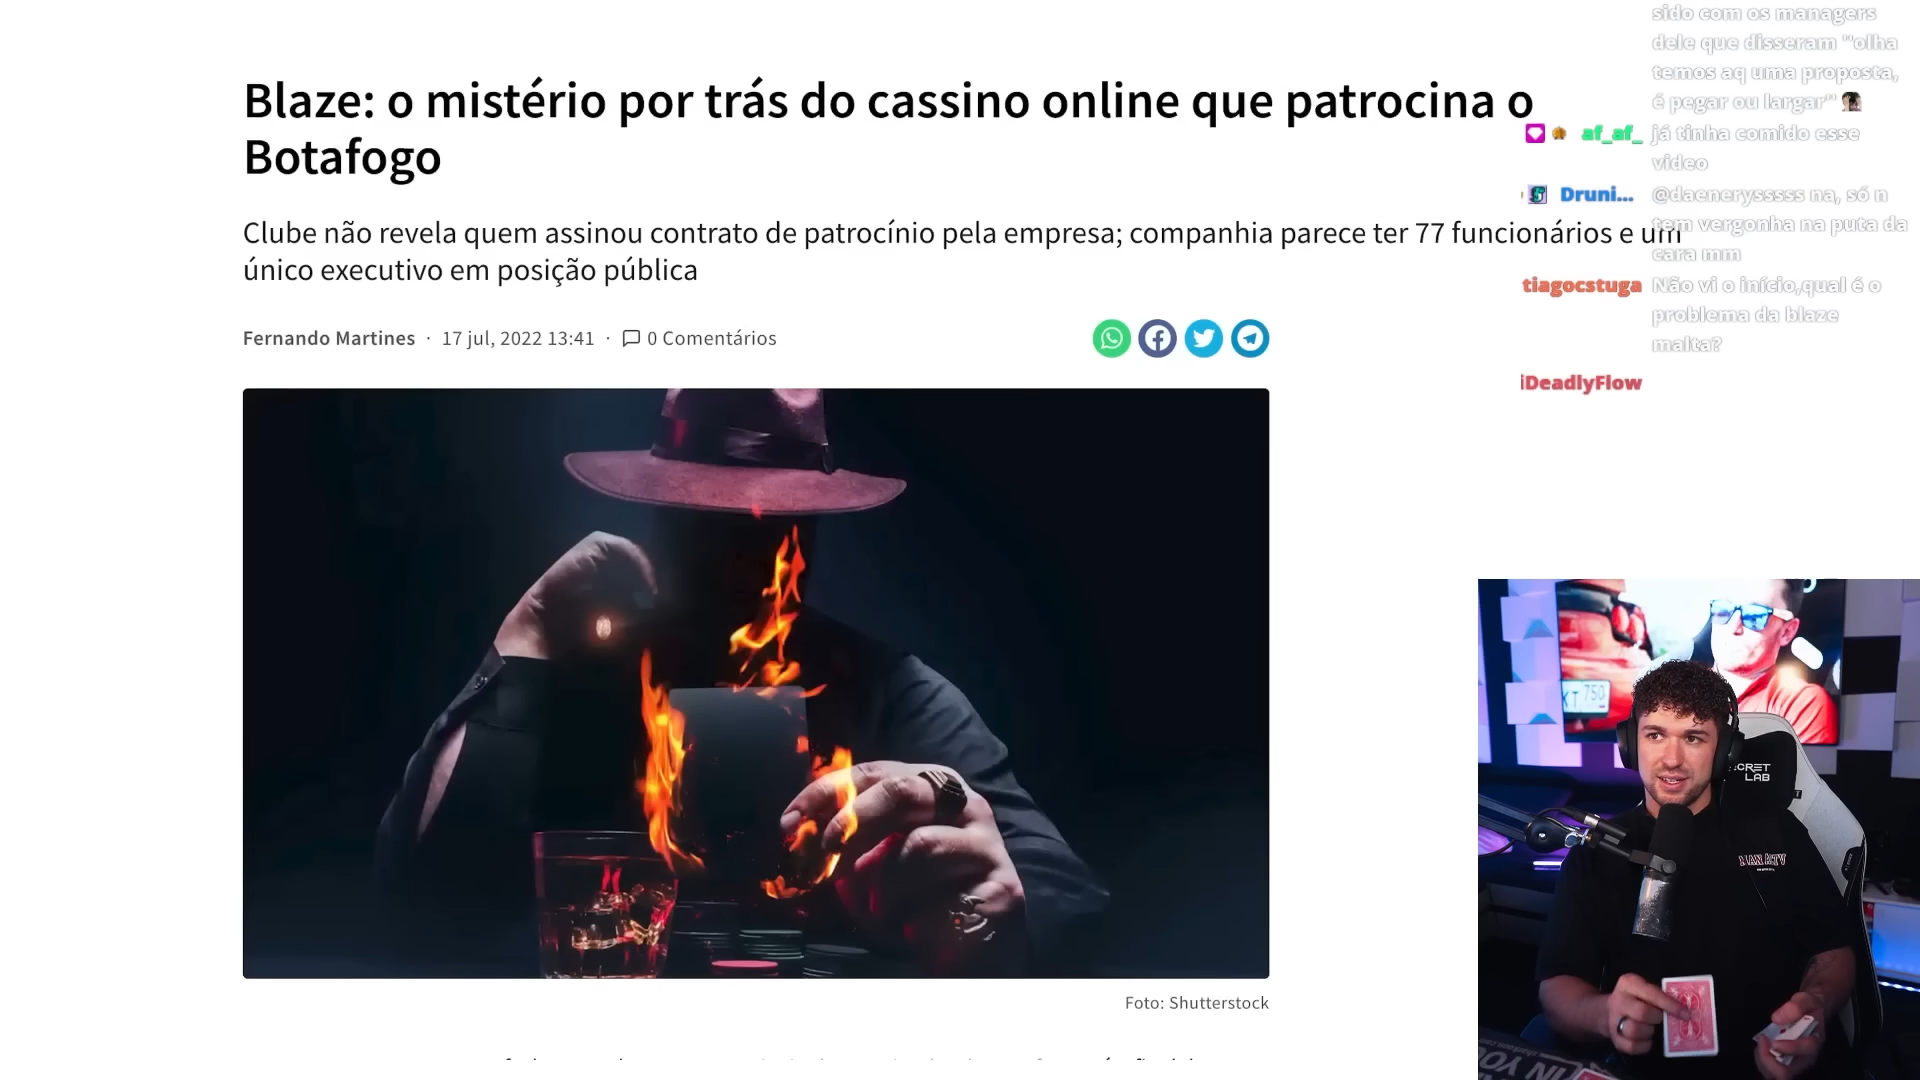 Blaze: o mistério por trás do cassino online que patrocina o
Botafogo
Clube não revela quem assinou contrato de patrocínio pela empresa; companhia parece ter 77 funcionários e um
único executivo em posição pública
Fernando Martines · 17 jul, 2022 13:41 · 0 Comentários
Foto: Shutterstock
sido com os managers
dele que disseram "olha
temos aq uma proposta,
é pegar ou largar"
af_af_ já tinha comido esse
video
Druni... @daenerysssss na, só n
tem vergonha na puta da
cara mm
tiagocstuga Não vi o início,qual é o
problema da blaze
malta?
iDeadlyFlow
CRET
LAB